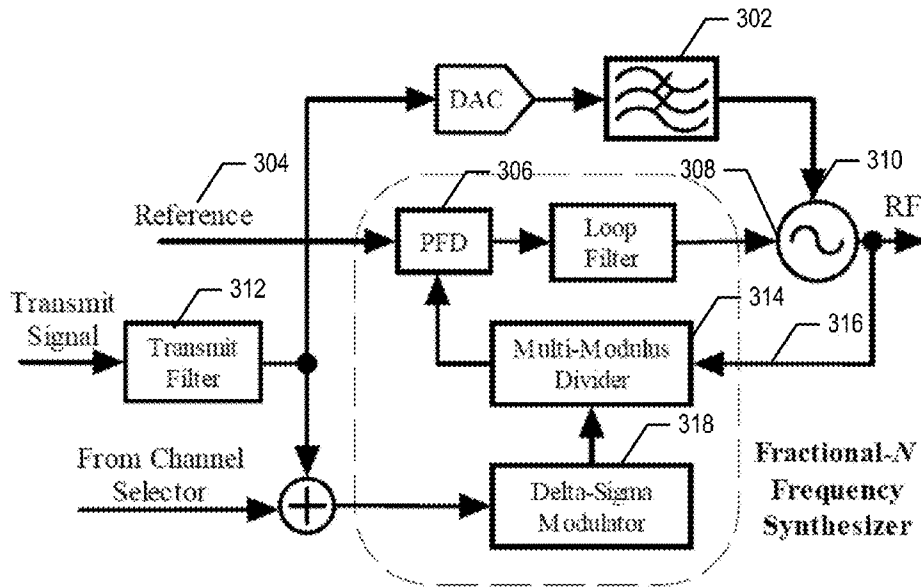 302
DAC
304
306
308
310
Reference
RF
PFD
Loop
Filter
312
314
Transmit
Signal
Transmit
Filter
316
Multi-Modulus
Divider
318
From Channel
Selector
Delta-Sigma
Modulator
Fractional-N
Frequency
Synthesizer